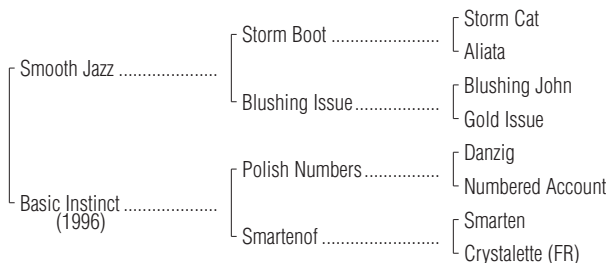 Storm Cat
Storm Boot ........................
Aliata
Smooth Jazz .....................
Blushing John
Blushing Issue ...................
Gold Issue
Danzig
Polish Numbers .................
Numbered Account
Basic Instinct ....................
(1996)
Smarten
Smartenof .........................
Crystalette (FR)